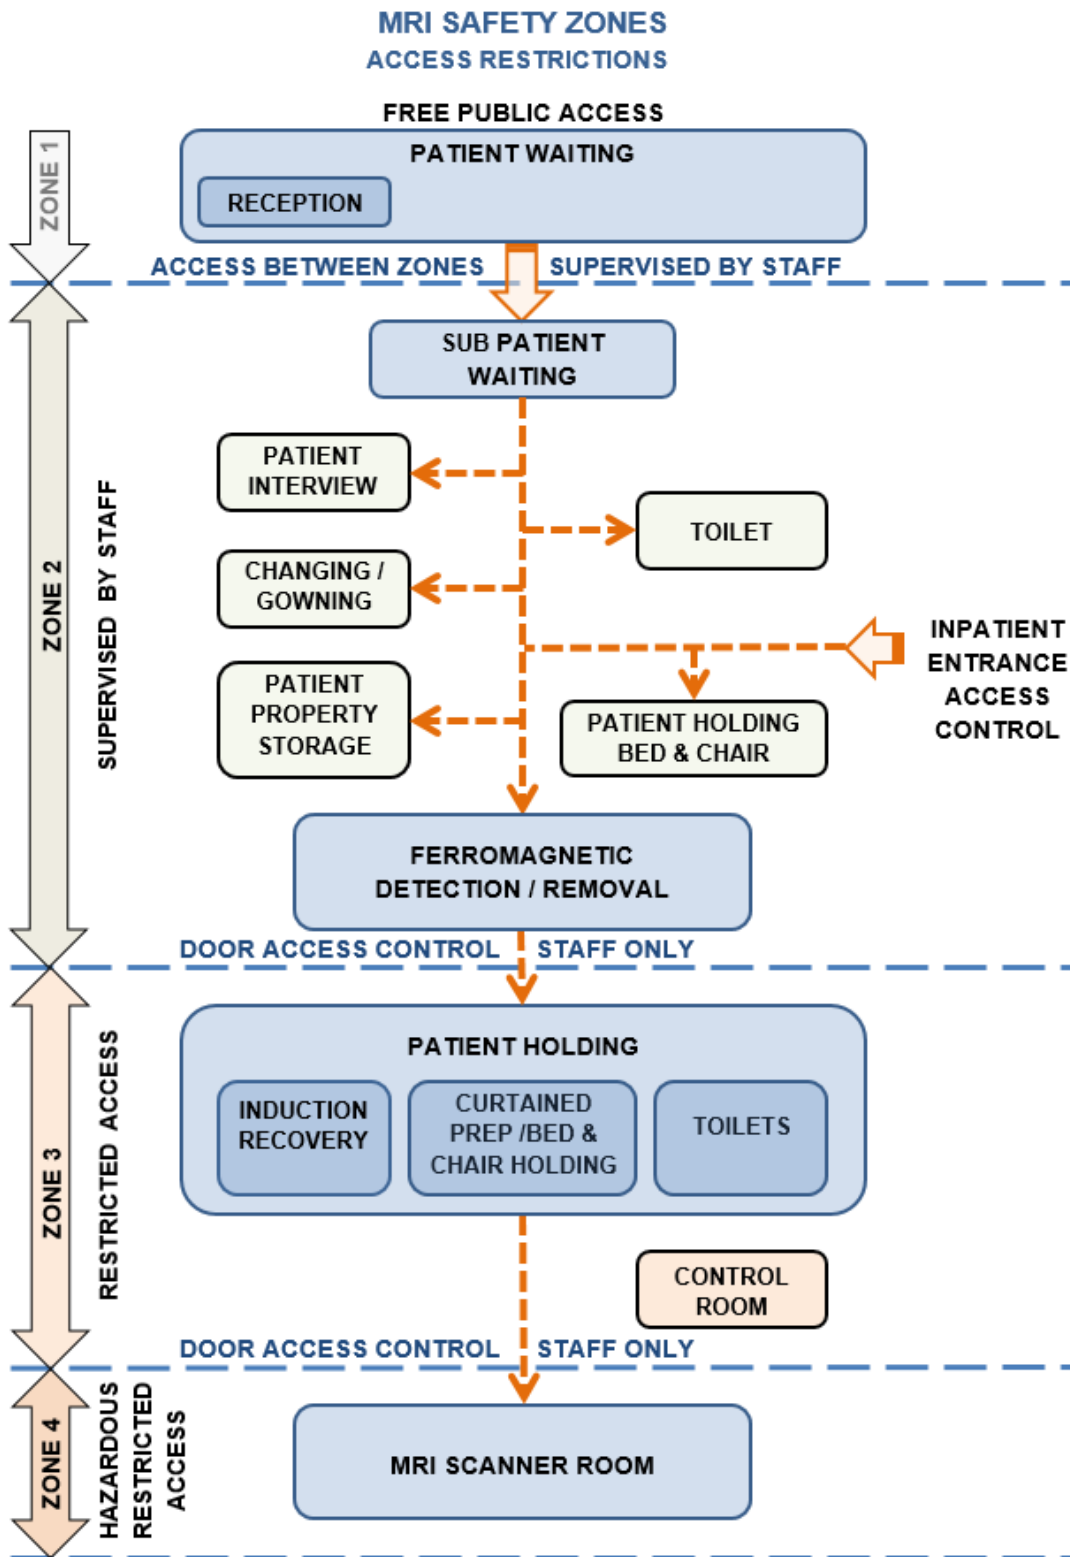 MRI SAFETY ZONES
ACCESS RESTRICTIONS
FREE PUBLIC ACCESS
ZONE 1
PATIENT WAITING
RECEPTION
ACCESS BETWEEN ZONES
SUPERVISED BY STAFF
ZONE 2
SUPERVISED BY STAFF
SUB PATIENT
WAITING
PATIENT
INTERVIEW
TOILET
CHANGING /
GOWNING
INPATIENT
ENTRANCE
ACCESS
CONTROL
PATIENT
PROPERTY
STORAGE
PATIENT HOLDING
BED & CHAIR
FERROMAGNETIC
DETECTION / REMOVAL
DOOR ACCESS CONTROL
STAFF ONLY
ZONE 3
RESTRICTED ACCESS
PATIENT HOLDING
INDUCTION
RECOVERY
CURTAINED
PREP /BED &
CHAIR HOLDING
TOILETS
CONTROL
ROOM
DOOR ACCESS CONTROL
STAFF ONLY
ZONE 4
HAZARDOUS
RESTRICTED
ACCESS
MRI SCANNER ROOM